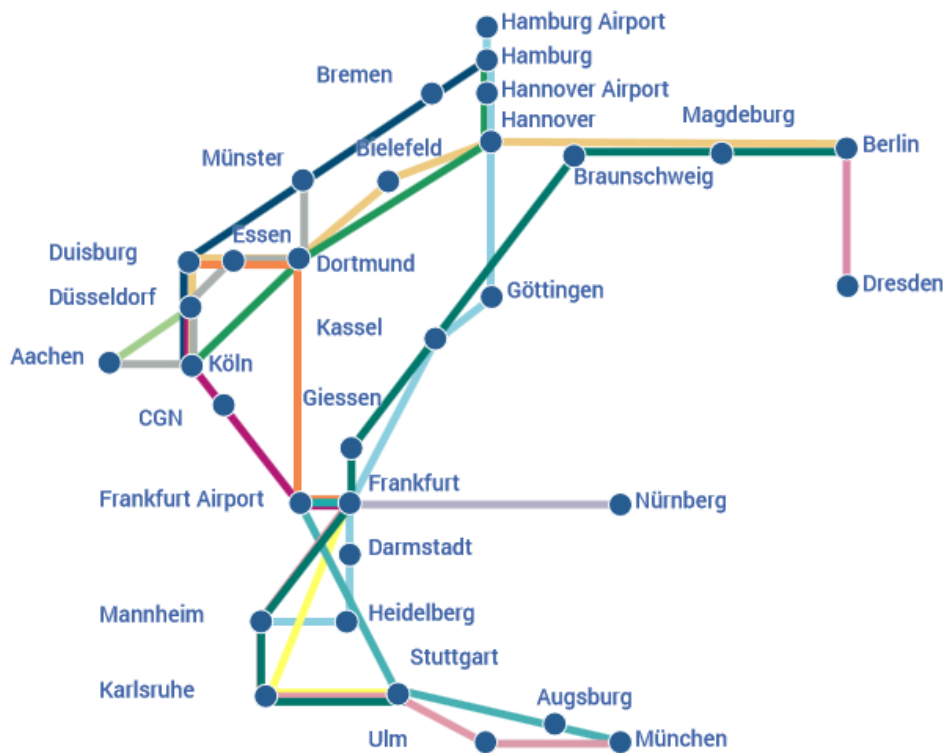 Hamburg Airport
Hamburg
Bremen
Hannover Airport
Hannover
Magdeburg
Münster
Bielefeld
Berlin
Braunschweig
Essen
Duisburg
Dortmund
Düsseldorf
Göttingen
Dresden
Kassel
Aachen
Köln
Giessen
CGN
Frankfurt
Frankfurt Airport
Nürnberg
Darmstadt
Mannheim
Heidelberg
Stuttgart
Karlsruhe
Augsburg
Ulm
München